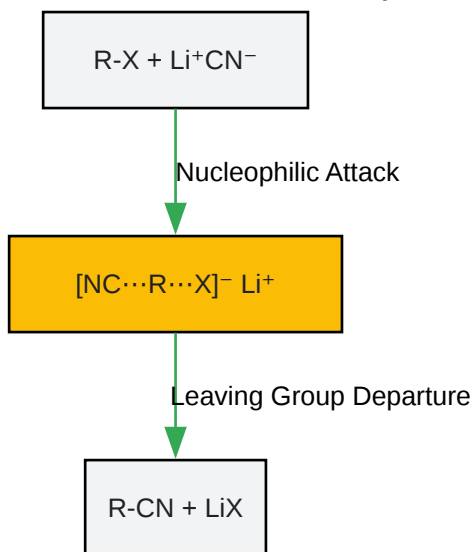 R-X + Li⁺CN⁻
Nucleophilic Attack
[NC⋯R⋯X]⁻ Li⁺
Leaving Group Departure
R-CN + LiX